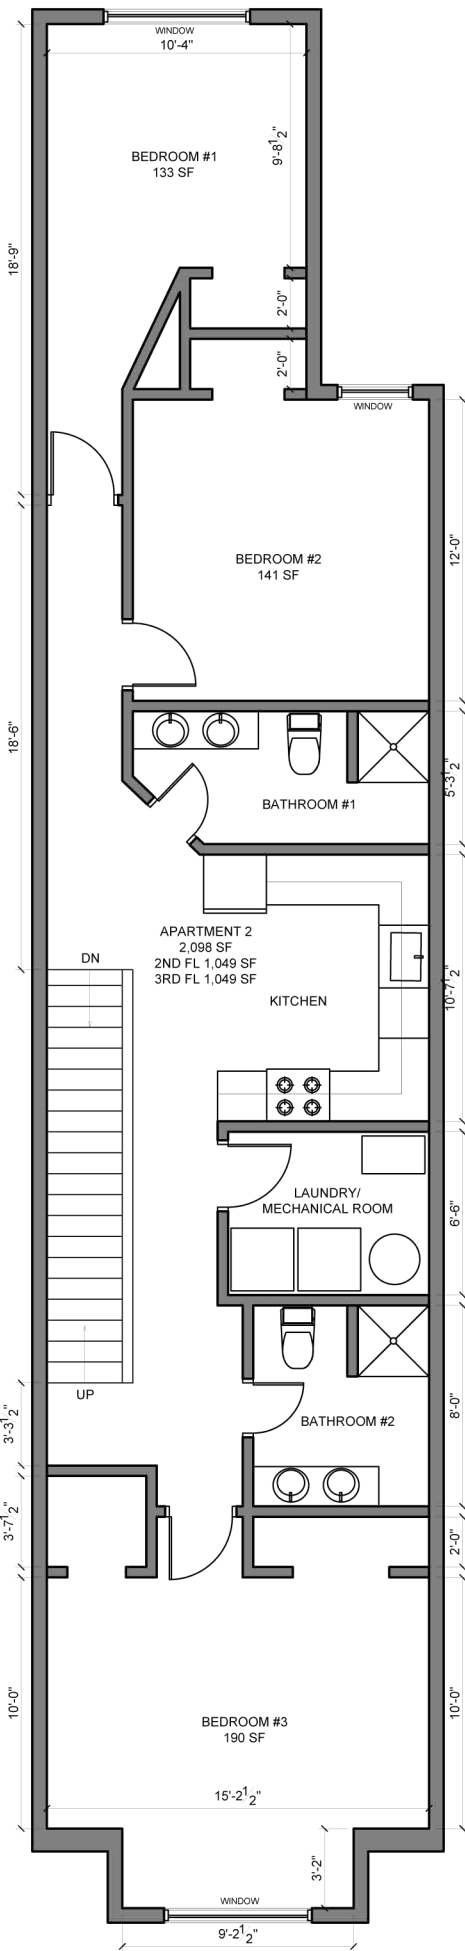 WINDOW
10'-4"
9'-8 1/2"
BEDROOM #1
133 SF
18'-9"
2'-0"
2'-0"
WINDOW
12'-0"
BEDROOM #2
141 SF
18'-6"
5'-3 1/2"
BATHROOM #1
APARTMENT 2
2,098 SF
2ND FL 1,049 SF
3RD FL 1,049 SF
DN
KITCHEN
10'-7 1/2"
LAUNDRY/
MECHANICAL ROOM
6'-6"
UP
BATHROOM #2
8'-0"
3'-3 1/2"
3'-7 1/2"
2'-0"
10'-0"
BEDROOM #3
190 SF
10'-0"
15'-2 1/2"
3'-2"
WINDOW
9'-2 1/2"